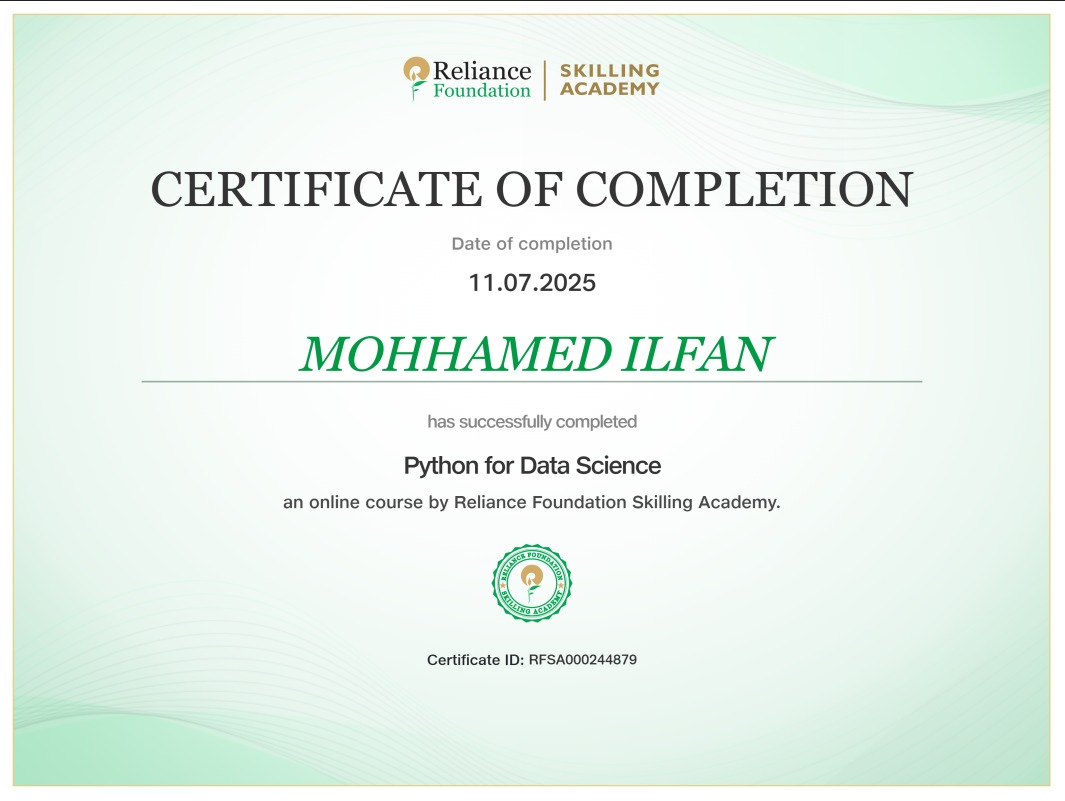 Reliance
Foundation
SKILLING
ACADEMY
CERTIFICATE OF COMPLETION
Date of completion
11.07.2025
MOHHAMED ILFAN
has successfully completed
Python for Data Science
an online course by Reliance Foundation Skilling Academy.
RELIANCE FOUNDATION
SKILLING ACADEMY
Certificate ID: RFSA000244879